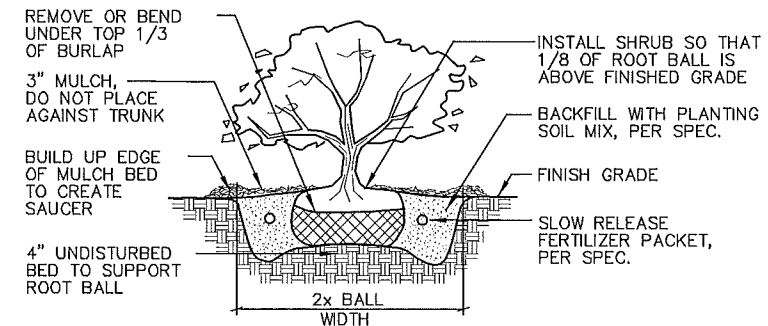 REMOVE OR BEND
UNDER TOP 1/3
OF BURLAP
3" MULCH,
DO NOT PLACE
AGAINST TRUNK
BUILD UP EDGE
OF MULCH BED
TO CREATE
SAUCER
4" UNDISTURBED
BED TO SUPPORT
ROOT BALL
INSTALL SHRUB SO THAT
1/8 OF ROOT BALL IS
ABOVE FINISHED GRADE
BACKFILL WITH PLANTING
SOIL MIX, PER SPEC.
FINISH GRADE
SLOW RELEASE
FERTILIZER PACKET,
PER SPEC.
2x BALL
WIDTH